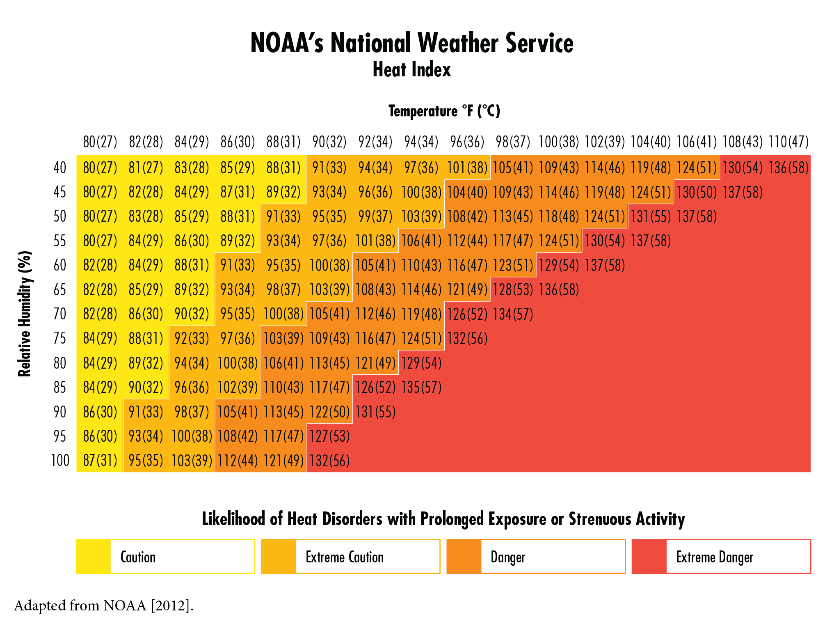 NOAA's National Weather Service
Heat Index
Temperature °F (°C)
80(27) 82(28) 84(29) 86(30) 88(31) 90(32) 92(34) 94(34) 96(36) 98(37) 100(38) 102(39) 104(40) 106(41) 108(43) 110(47)
Relative Humidity (%)
40 80(27) 81(27) 83(28) 85(29) 88(31) 91(33) 94(34) 97(36) 101(38) 105(41) 109(43) 114(46) 119(48) 124(51) 130(54) 136(58)
45 80(27) 82(28) 84(29) 87(31) 89(32) 93(34) 96(36) 100(38) 104(40) 109(43) 114(46) 119(48) 124(51) 130(50) 137(58)
50 80(27) 83(28) 85(29) 88(31) 91(33) 95(35) 99(37) 103(39) 108(42) 113(45) 118(48) 124(51) 131(55) 137(58)
55 80(27) 84(29) 86(30) 89(32) 93(34) 97(36) 101(38) 106(41) 112(44) 117(47) 124(51) 130(54) 137(58)
60 82(28) 84(29) 88(31) 91(33) 95(35) 100(38) 105(41) 110(43) 116(47) 123(51) 129(54) 137(58)
65 82(28) 85(29) 89(32) 93(34) 98(37) 103(39) 108(43) 114(46) 121(49) 128(53) 136(58)
70 82(28) 86(30) 90(32) 95(35) 100(38) 105(41) 112(46) 119(48) 126(52) 134(57)
75 84(29) 88(31) 92(33) 97(36) 103(39) 109(43) 116(47) 124(51) 132(56)
80 84(29) 89(32) 94(34) 100(38) 106(41) 113(45) 121(49) 129(54)
85 84(29) 90(32) 96(36) 102(39) 110(43) 117(47) 126(52) 135(57)
90 86(30) 91(33) 98(37) 105(41) 113(45) 122(50) 131(55)
95 86(30) 93(34) 100(38) 108(42) 117(47) 127(53)
100 87(31) 95(35) 103(39) 112(44) 121(49) 132(56)
Likelihood of Heat Disorders with Prolonged Exposure or Strenuous Activity
Caution Extreme Caution Danger Extreme Danger
Adapted from NOAA [2012].